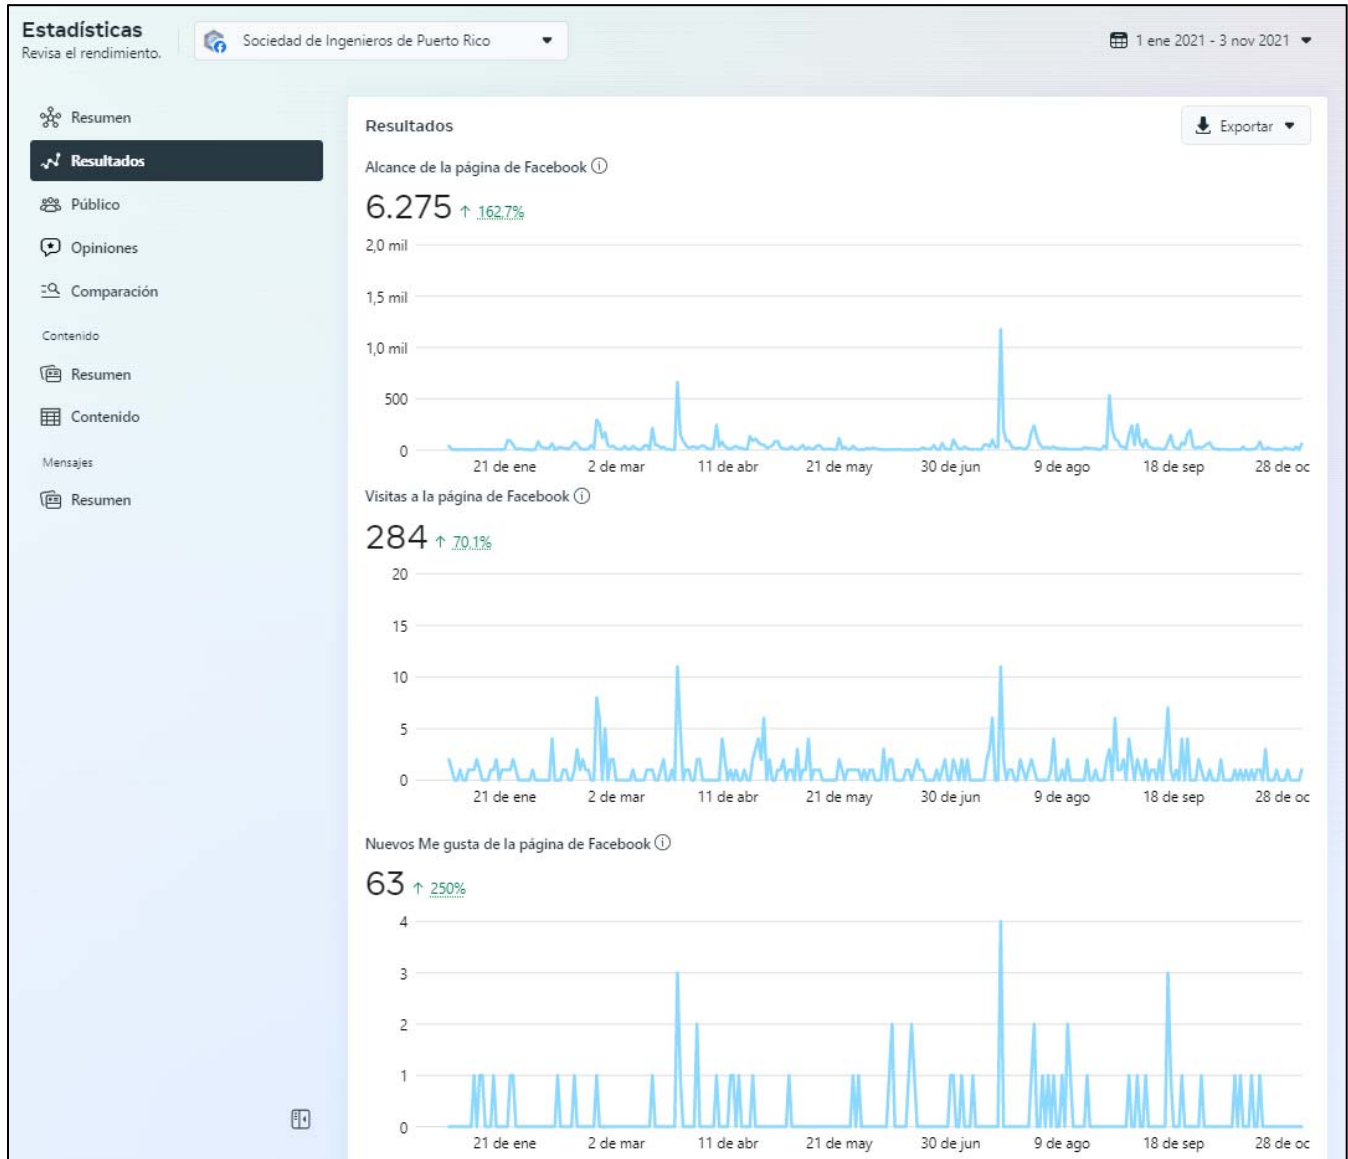 Estadísticas
Revisa el rendimiento.
Sociedad de Ingenieros de Puerto Rico
1 ene 2021 - 3 nov 2021
Resumen
Resultados
Público
Opiniones
Comparación
Contenido
Resumen
Contenido
Mensajes
Resumen
Resultados
Exportar
Alcance de la página de Facebook
6.275 ↑ 162,7%
2,0 mil
1,5 mil
1,0 mil
500
0
21 de ene 2 de mar 11 de abr 21 de may 30 de jun 9 de ago 18 de sep 28 de oc
Visitas a la página de Facebook
284 ↑ 70,1%
20
15
10
5
0
21 de ene 2 de mar 11 de abr 21 de may 30 de jun 9 de ago 18 de sep 28 de oc
Nuevos Me gusta de la página de Facebook
63 ↑ 250%
4
3
2
1
0
21 de ene 2 de mar 11 de abr 21 de may 30 de jun 9 de ago 18 de sep 28 de oc